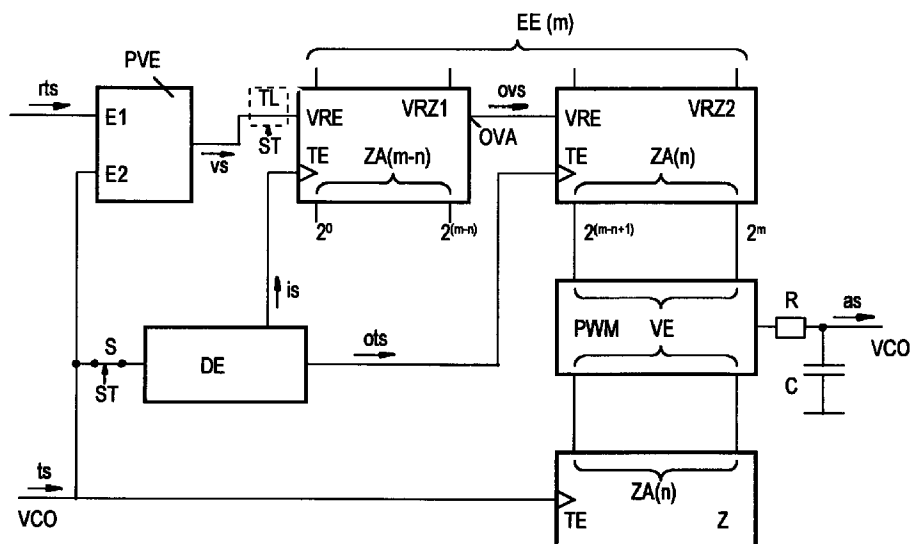 EE (m)
PVE
rts
E1
E2
vs
TL
ST
VRE
VRZ1
TE
ZA(m-n)
OVA
ovs
VRE
VRZ2
TE
ZA(n)
2⁰
2⁽ᵐ⁻ⁿ⁾
2⁽ᵐ⁻ⁿ⁺¹⁾
2ᵐ
is
S
ST
DE
ots
PWM
VE
R
as
VCO
C
ts
VCO
ZA(n)
TE
Z